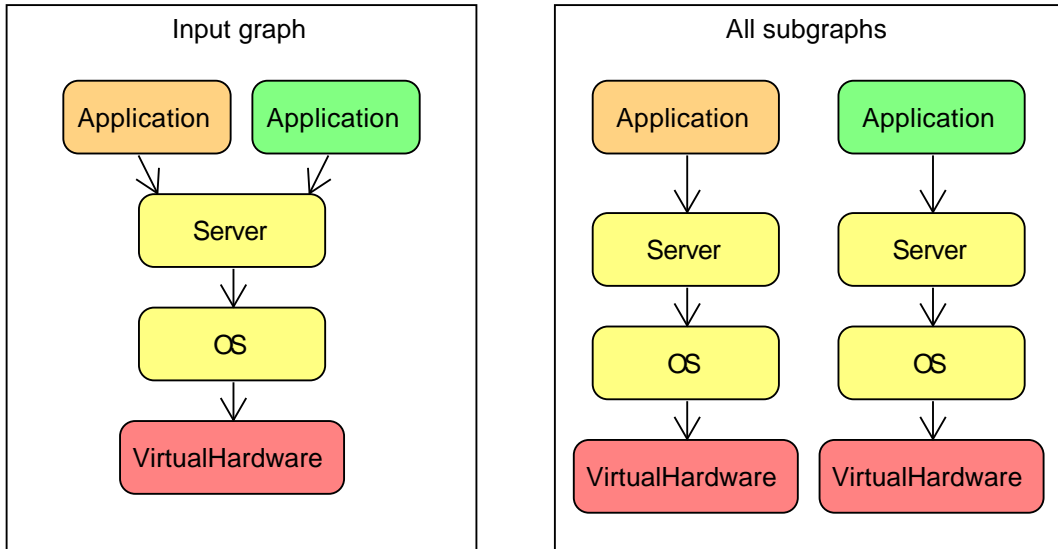 Input graph
Application
Application
Server
OS
VirtualHardware
All subgraphs
Application
Application
Server
Server
OS
OS
VirtualHardware
VirtualHardware